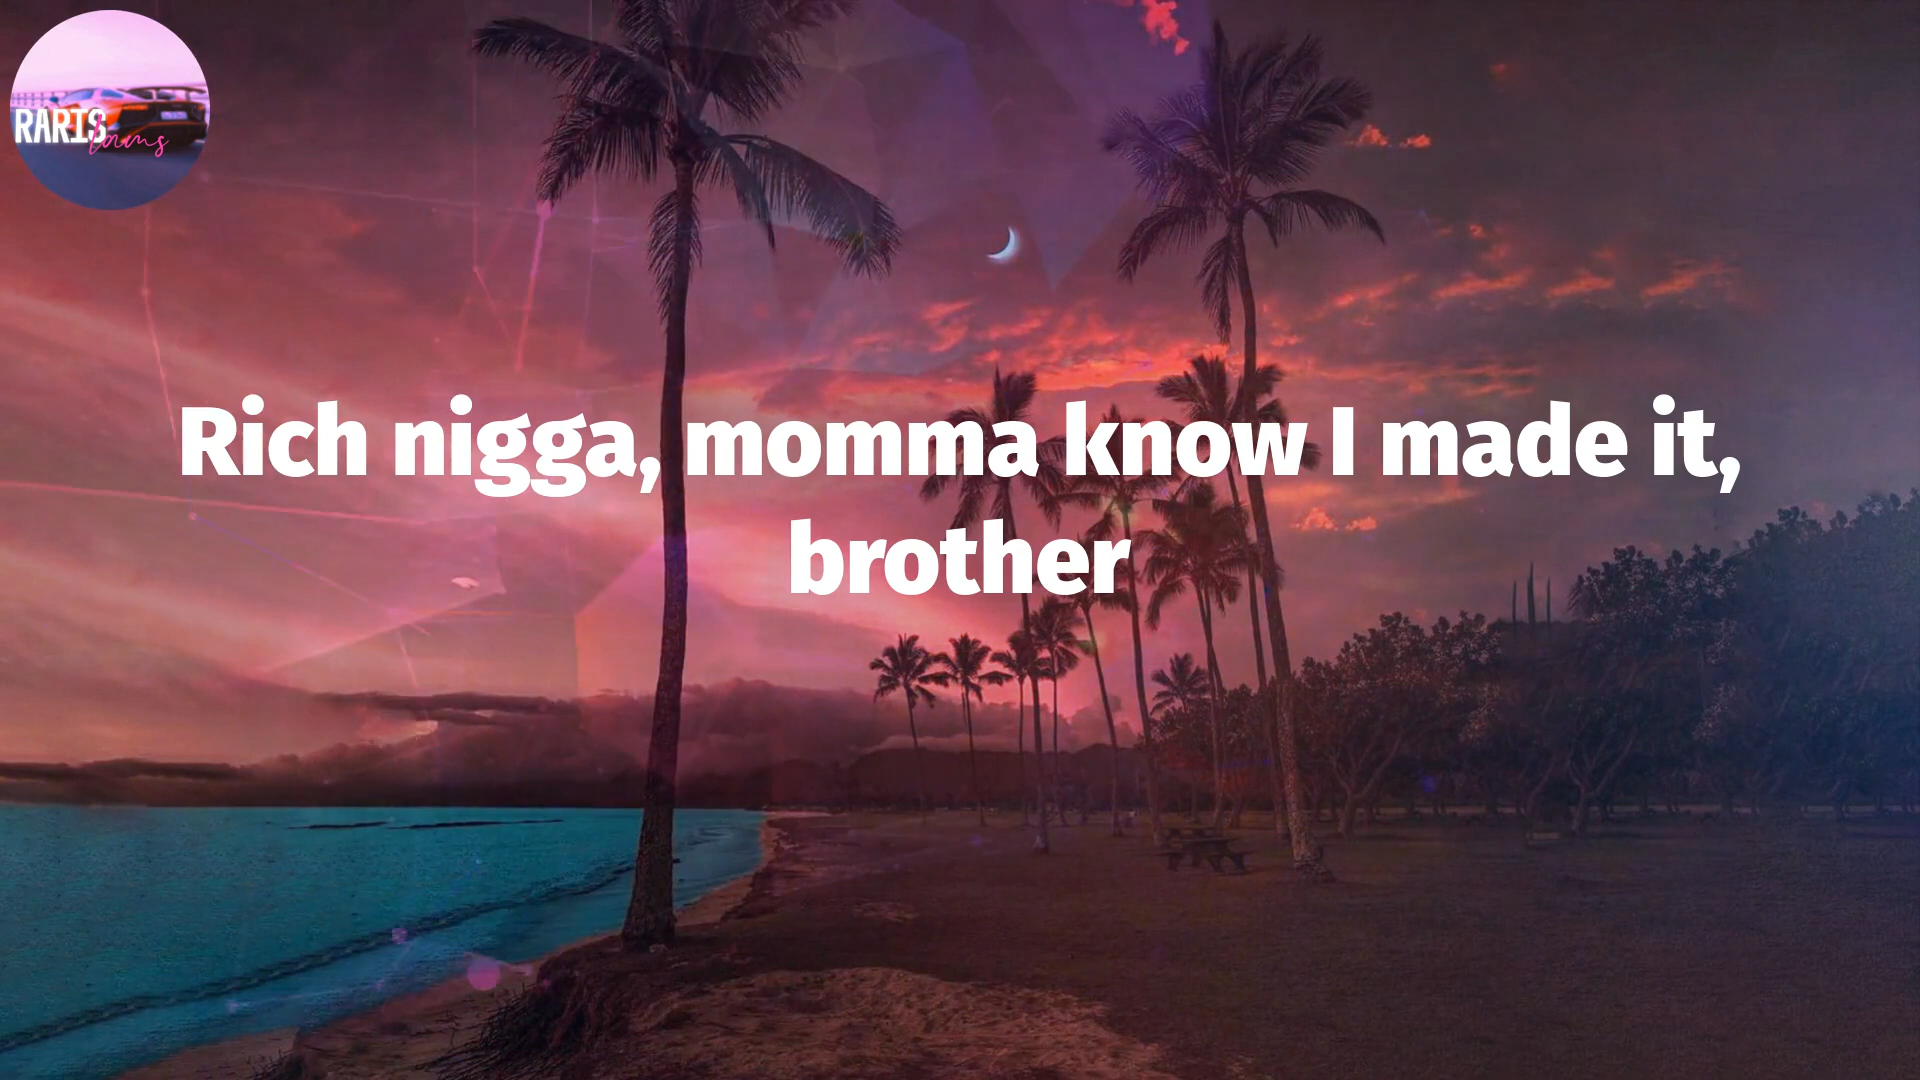 RARIS
Rich nigga, momma know I made it,
brother